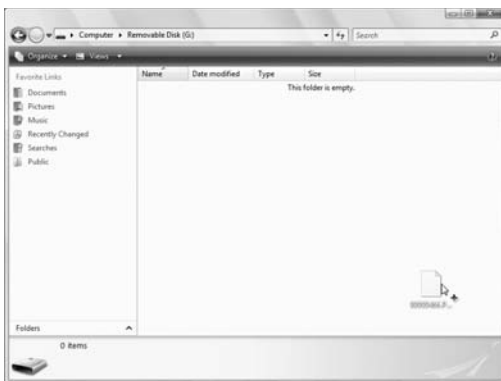 Computer ▸ Removable Disk (G:)
Search
Organize
Views
Favorite Links
Name
Date modified
Type
Size
This folder is empty.
Documents
Pictures
Music
Recently Changed
Searches
Public
Folders
0 items